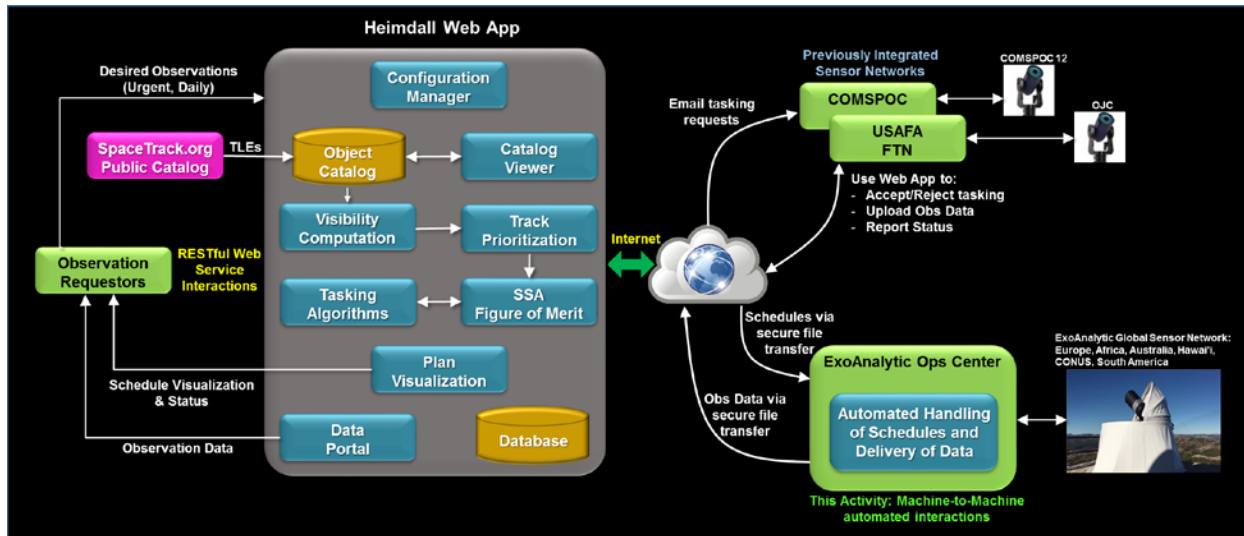 Heimdall Web App
Desired Observations
(Urgent, Daily)
Configuration
Manager
SpaceTrack.org
Public Catalog
TLEs
Object
Catalog
Catalog
Viewer
Visibility
Computation
Track
Prioritization
Observation
Requestors
RESTful Web
Service
Interactions
Tasking
Algorithms
SSA
Figure of Merit
Plan
Visualization
Schedule Visualization
& Status
Observation Data
Data
Portal
Database
Internet
Previously Integrated
Sensor Networks
COMSPOC 12
Email tasking
requests
COMSPOC
OJC
USAFA
FTN
Use Web App to:
- Accept/Reject tasking
- Upload Obs Data
- Report Status
Schedules via
secure file
transfer
Obs Data via
secure file
transfer
ExoAnalytic Ops Center
Automated Handling
of Schedules and
Delivery of Data
ExoAnalytic Global Sensor Network:
Europe, Africa, Australia, Hawai'i,
CONUS, South America
This Activity: Machine-to-Machine
automated interactions